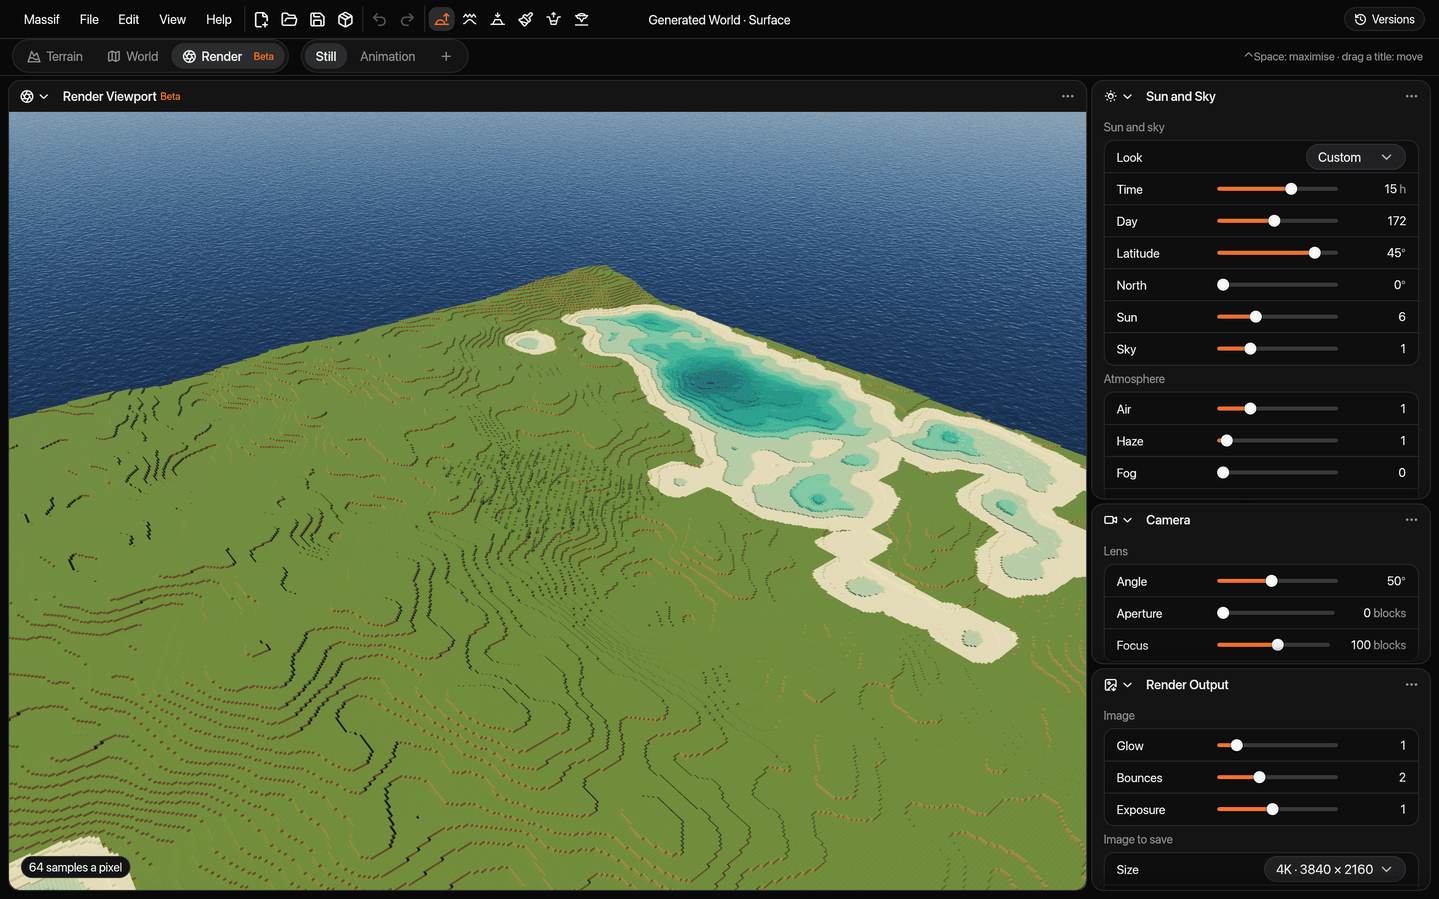 Massif File Edit View Help Generated World · Surface Versions
Terrain World Render Beta Still Animation + ^Space: maximise · drag a title: move
Render Viewport Beta
64 samples a pixel
Sun and Sky
Sun and sky
Look Custom
Time 15 h
Day 172
Latitude 45°
North 0°
Sun 6
Sky 1
Atmosphere
Air 1
Haze 1
Fog 0
Camera
Lens
Angle 50°
Aperture 0 blocks
Focus 100 blocks
Render Output
Image
Glow 1
Bounces 2
Exposure 1
Image to save
Size 4K · 3840 × 2160